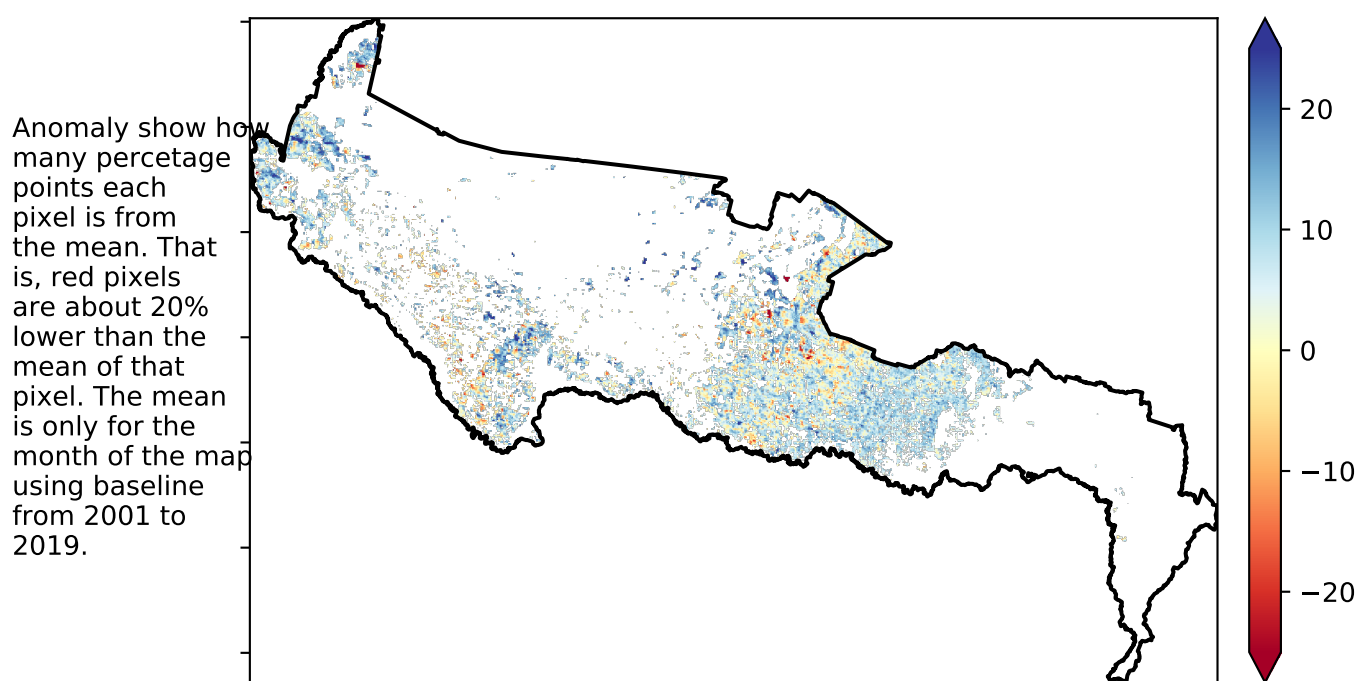 Anomaly show how
many percetage
points each
pixel is from
the mean. That
is, red pixels
are about 20%
lower than the
mean of that
pixel. The mean
is only for the
month of the map
using baseline
from 2001 to
2019.
20
10
0
−10
−20